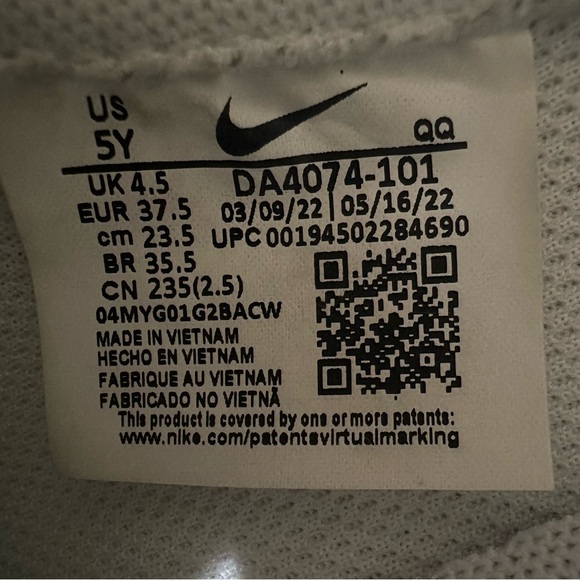 US
5Y
QQ
UK 4.5 DA4074-101
EUR 37.5 03/09/22 | 05/16/22
cm 23.5 UPC 00194502284690
BR 35.5
CN 235(2.5)
04MYG01G2BACW
MADE IN VIETNAM
HECHO EN VIETNAM
FABRIQUE AU VIETNAM
FABRICADO NO VIETNÃ
This product is covered by one or more patents:
www.nike.com/patentsvirtualmarking